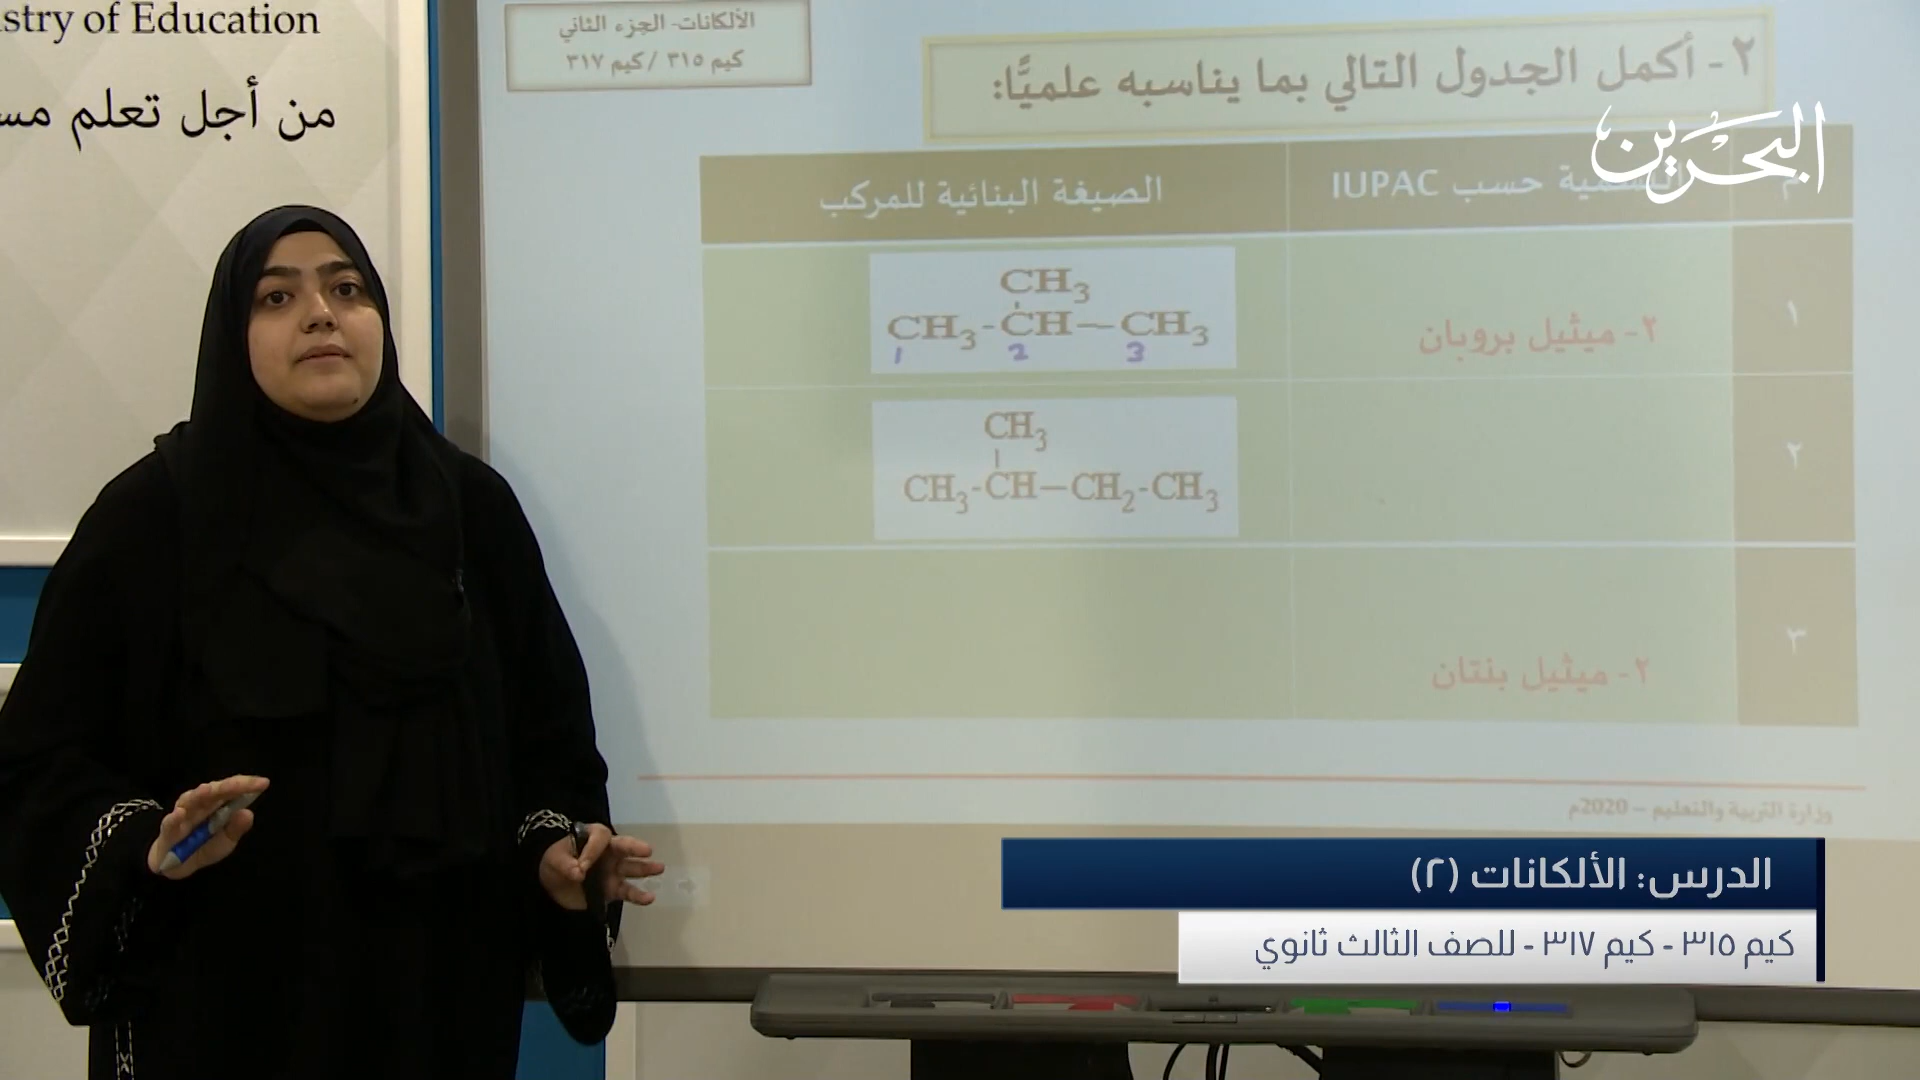 stry of Education
من أجل تعلم
الألكانات- الجزء الثاني
كيم ٣١٥ / كيم ٣١٧
٢- أكمل الجدول التالي بما يناسبه علميًّا:
البحرين
م التسمية حسب IUPAC الصيغة البنائية للمركب
CH3
١ ٢- ميثيل بروبان CH3-CH—CH3
1 2 3
CH3
٢ CH3-CH—CH2-CH3
٣ ٢- ميثيل بنتان
وزارة التربية والتعليم – 2020م
الدرس: الألكانات (٢)
كيم ٣١٥ - كيم ٣١٧ - للصف الثالث ثانوي